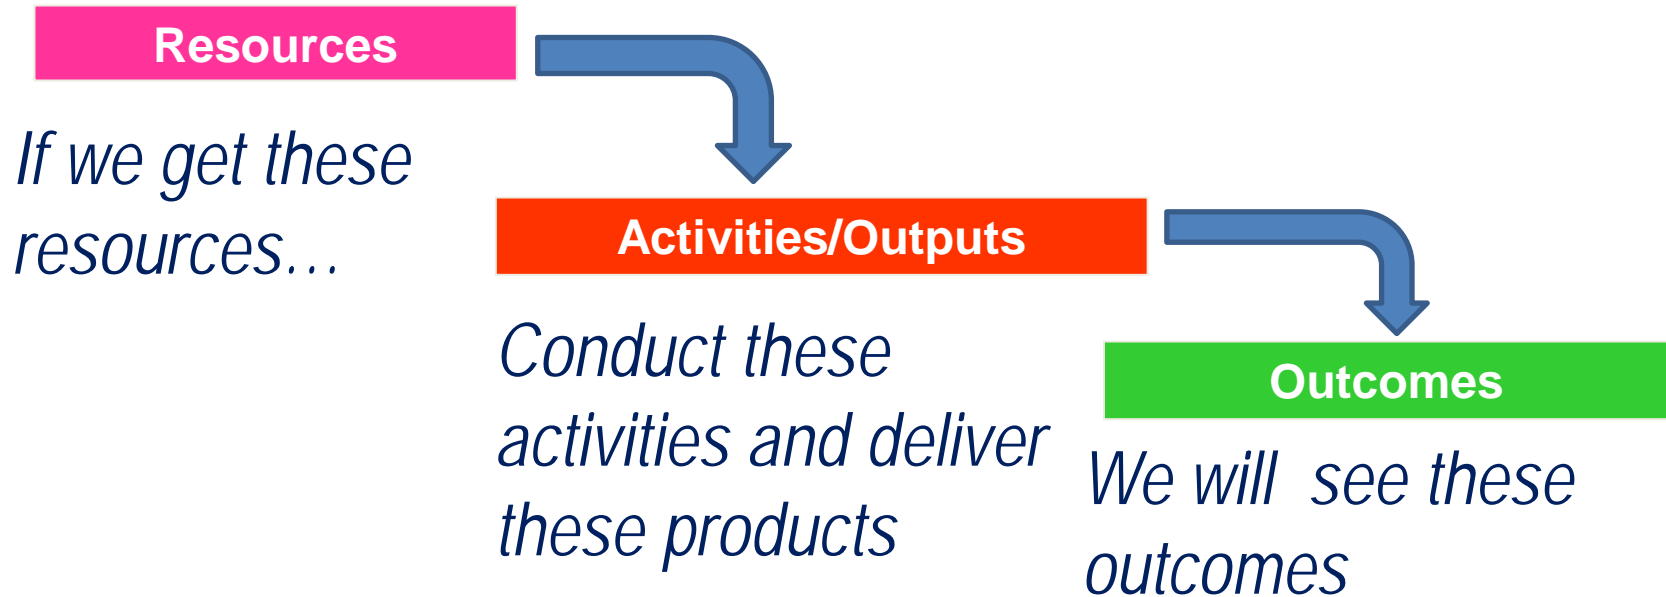 Resources
If we get these
resources…
Activities/Outputs
Conduct these
activities and deliver
these products
Outcomes
We will  see these
outcomes